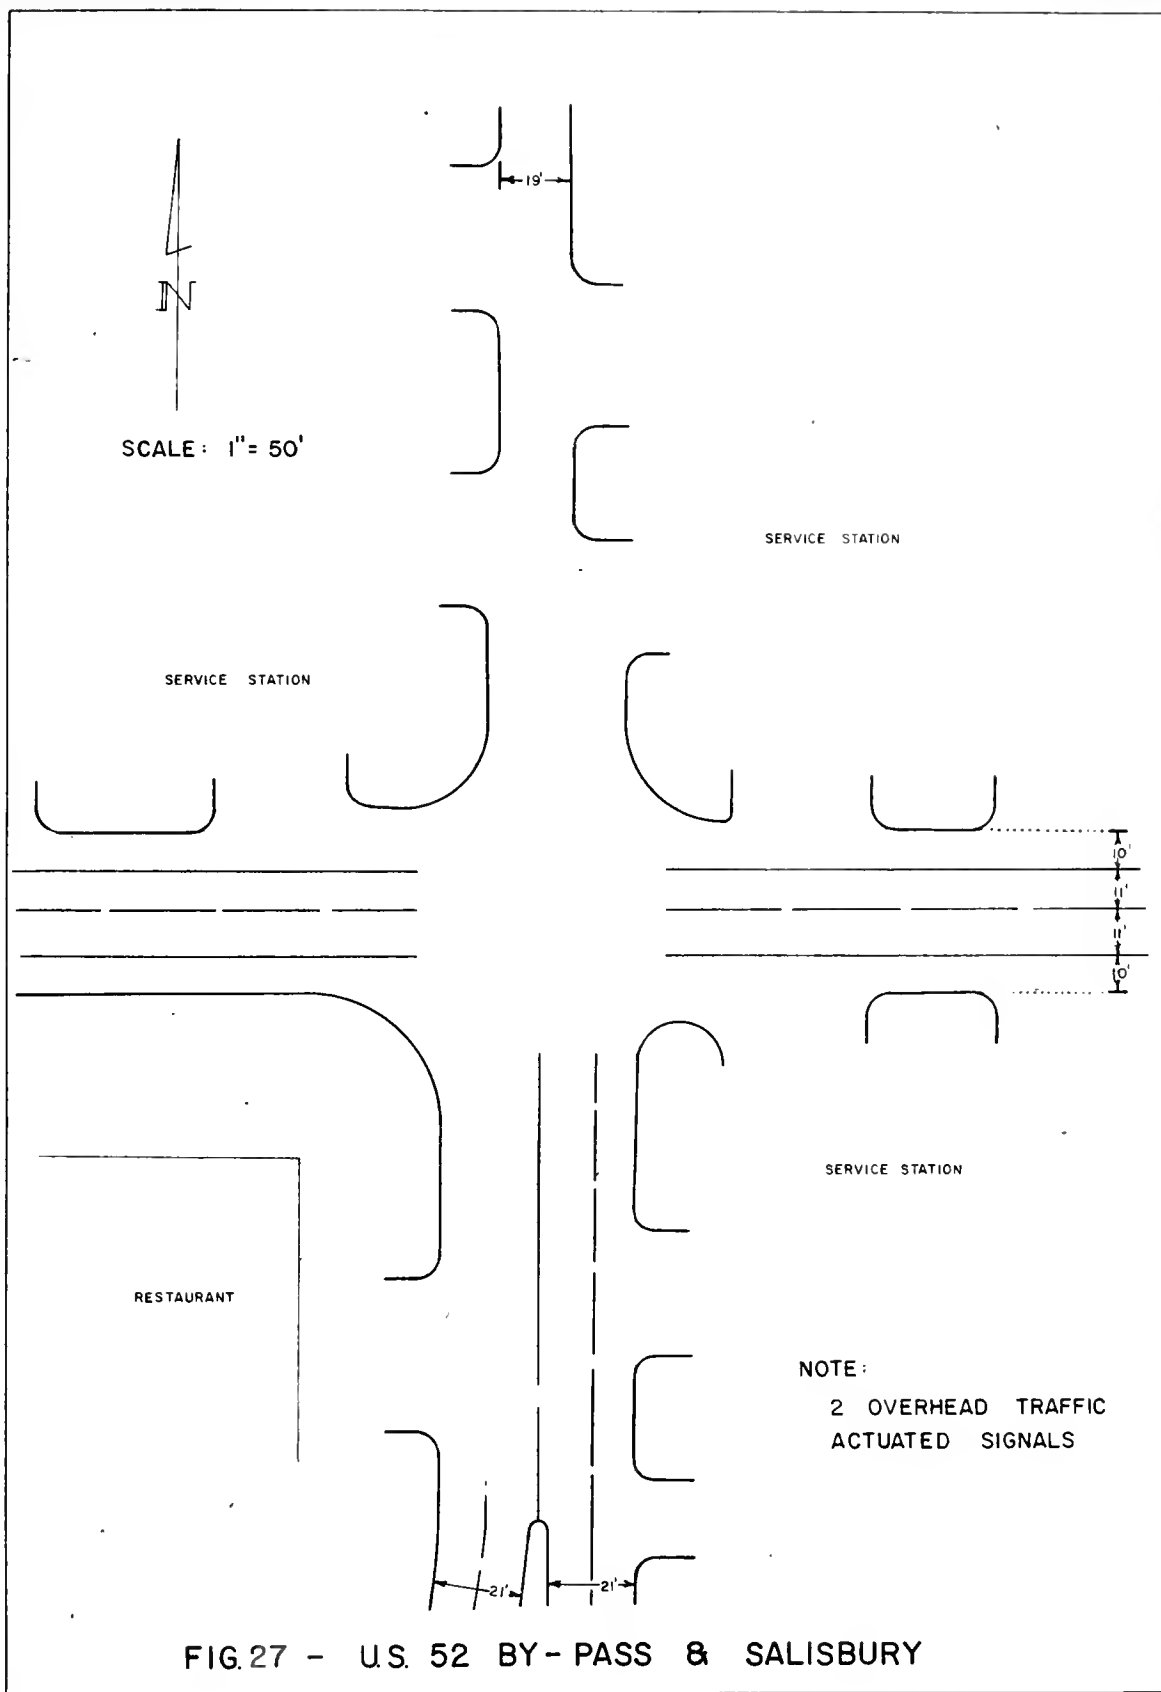 19'
N
SCALE: 1"= 50'
SERVICE STATION
SERVICE STATION
10'
11'
11'
10'
SERVICE STATION
RESTAURANT
NOTE:
2 OVERHEAD TRAFFIC
ACTUATED SIGNALS
21'
21'
FIG. 27 - U.S. 52 BY-PASS & SALISBURY